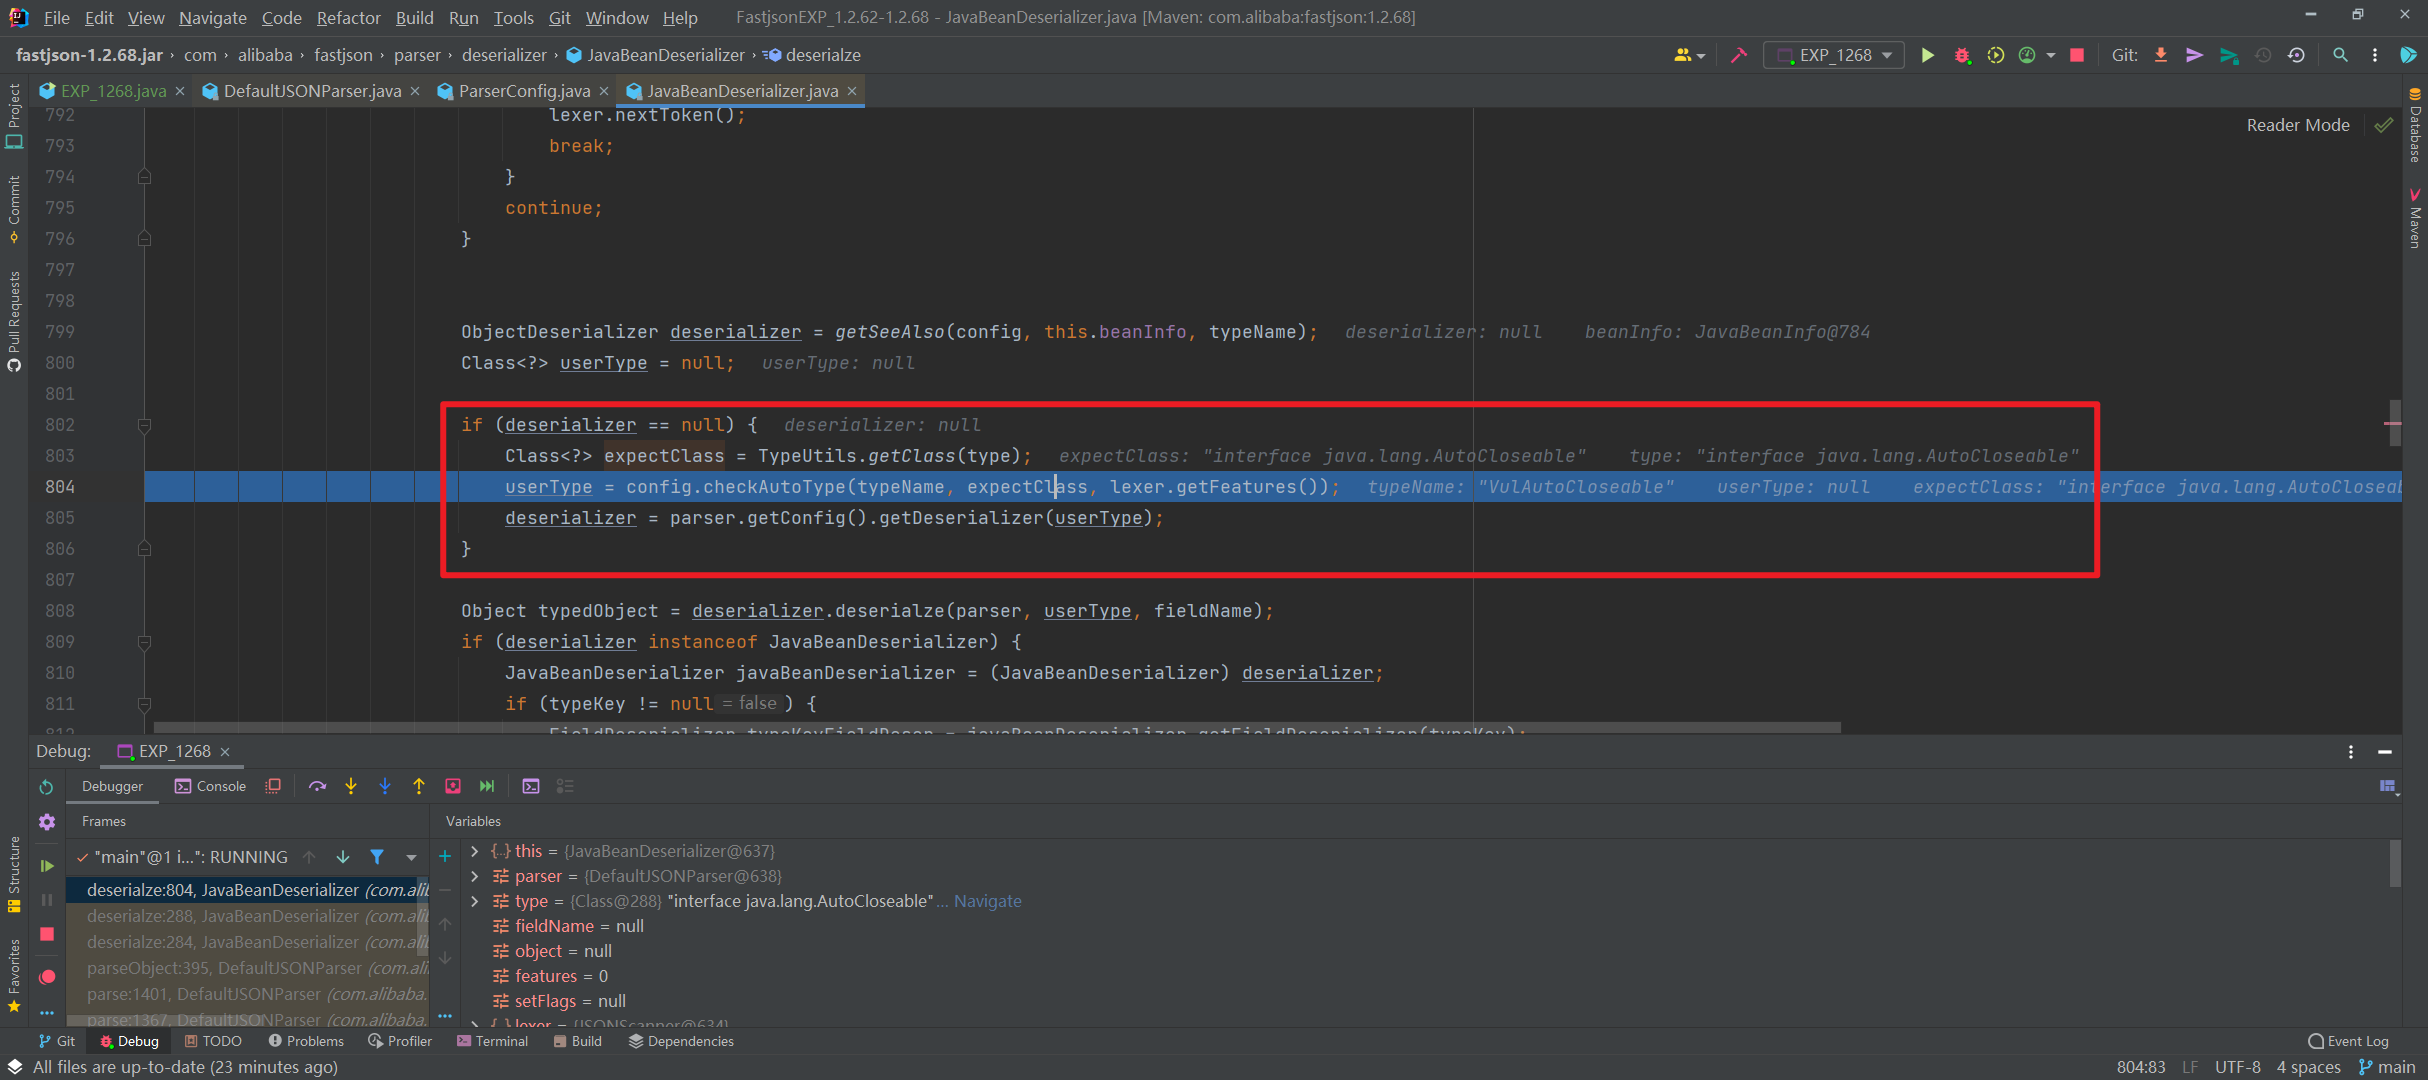 File Edit View Navigate Code Refactor Build Run Tools Git Window Help FastjsonEXP_1.2.62-1.2.68 - JavaBeanDeserializer.java [Maven: com.alibaba:fastjson:1.2.68]
fastjson-1.2.68.jar › com › alibaba › fastjson › parser › deserializer › JavaBeanDeserializer › deserialze EXP_1268 Git:
EXP_1268.java × DefaultJSONParser.java × ParserConfig.java × JavaBeanDeserializer.java ×
Reader Mode
792 lexer.nextToken();
793 break;
794 }
795 continue;
796 }
797
798
799 ObjectDeserializer deserializer = getSeeAlso(config, this.beanInfo, typeName); deserializer: null beanInfo: JavaBeanInfo@784
800 Class<?> userType = null; userType: null
801
802 if (deserializer == null) { deserializer: null
803 Class<?> expectClass = TypeUtils.getClass(type); expectClass: "interface java.lang.AutoCloseable" type: "interface java.lang.AutoCloseable"
804 userType = config.checkAutoType(typeName, expectClass, lexer.getFeatures()); typeName: "VulAutoCloseable" userType: null expectClass: "interface java.lang.AutoCloseab
805 deserializer = parser.getConfig().getDeserializer(userType);
806 }
807
808 Object typedObject = deserializer.deserialze(parser, userType, fieldName);
809 if (deserializer instanceof JavaBeanDeserializer) {
810 JavaBeanDeserializer javaBeanDeserializer = (JavaBeanDeserializer) deserializer;
811 if (typeKey != null = false ) {
812 FieldDeserializer typeKeyFieldDeser = javaBeanDeserializer.getFieldDeserializer(typeKey);
Project
Commit
Pull Requests
Structure
Favorites
Database
Maven
Debug: EXP_1268 ×
Debugger Console
Frames Variables
"main"@1 i...": RUNNING
deserialze:804, JavaBeanDeserializer (com.alib
deserialze:288, JavaBeanDeserializer (com.alib
deserialze:284, JavaBeanDeserializer (com.alib
parseObject:395, DefaultJSONParser (com.ali
parse:1401, DefaultJSONParser (com.alibaba.
parse:1367, DefaultJSONParser (com.alibaba.
this = {JavaBeanDeserializer@637}
parser = {DefaultJSONParser@638}
type = {Class@288} "interface java.lang.AutoCloseable" ... Navigate
fieldName = null
object = null
features = 0
setFlags = null
lexer = {JSONScanner@634}
Git Debug TODO Problems Profiler Terminal Build Dependencies Event Log
All files are up-to-date (23 minutes ago) 804:83 LF UTF-8 4 spaces main